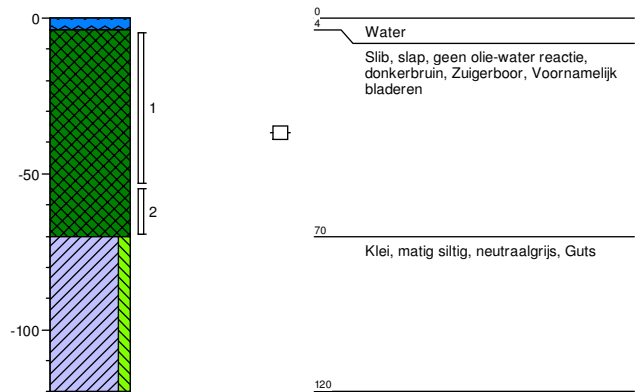 0
-50
-100
1
2
0
4
Water
Slib, slap, geen olie-water reactie,
donkerbruin, Zuigerboor, Voornamelijk
bladeren
70
Klei, matig siltig, neutraalgrijs, Guts
120